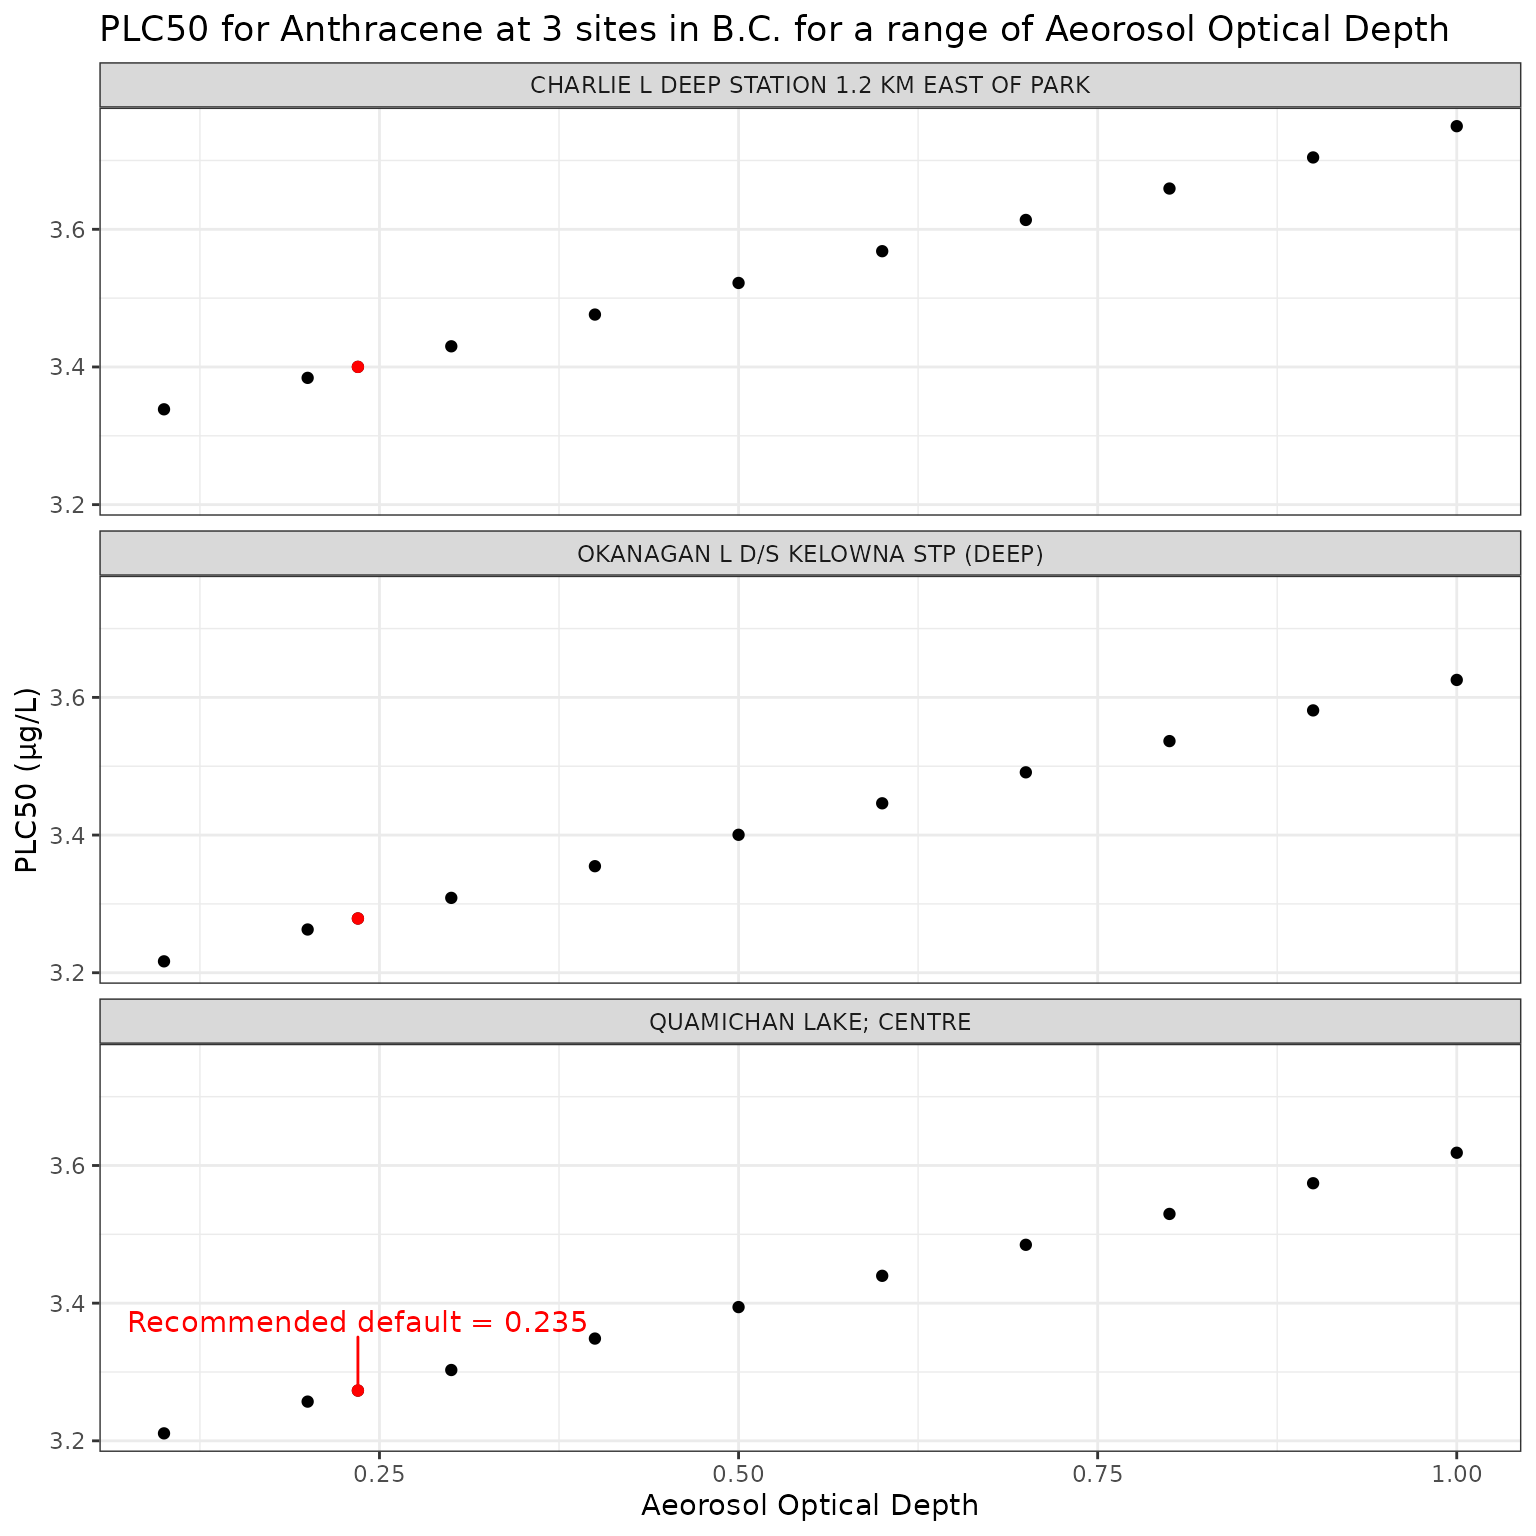 PLC50 for Anthracene at 3 sites in B.C. for a range of Aeorosol Optical Depth
CHARLIE L DEEP STATION 1.2 KM EAST OF PARK
3.6
3.4
3.2
OKANAGAN L D/S KELOWNA STP (DEEP)
PLC50 (µg/L)
3.6
3.4
3.2
QUAMICHAN LAKE; CENTRE
3.6
3.4
Recommended default = 0.235
3.2
0.25 0.50 0.75 1.00
Aeorosol Optical Depth